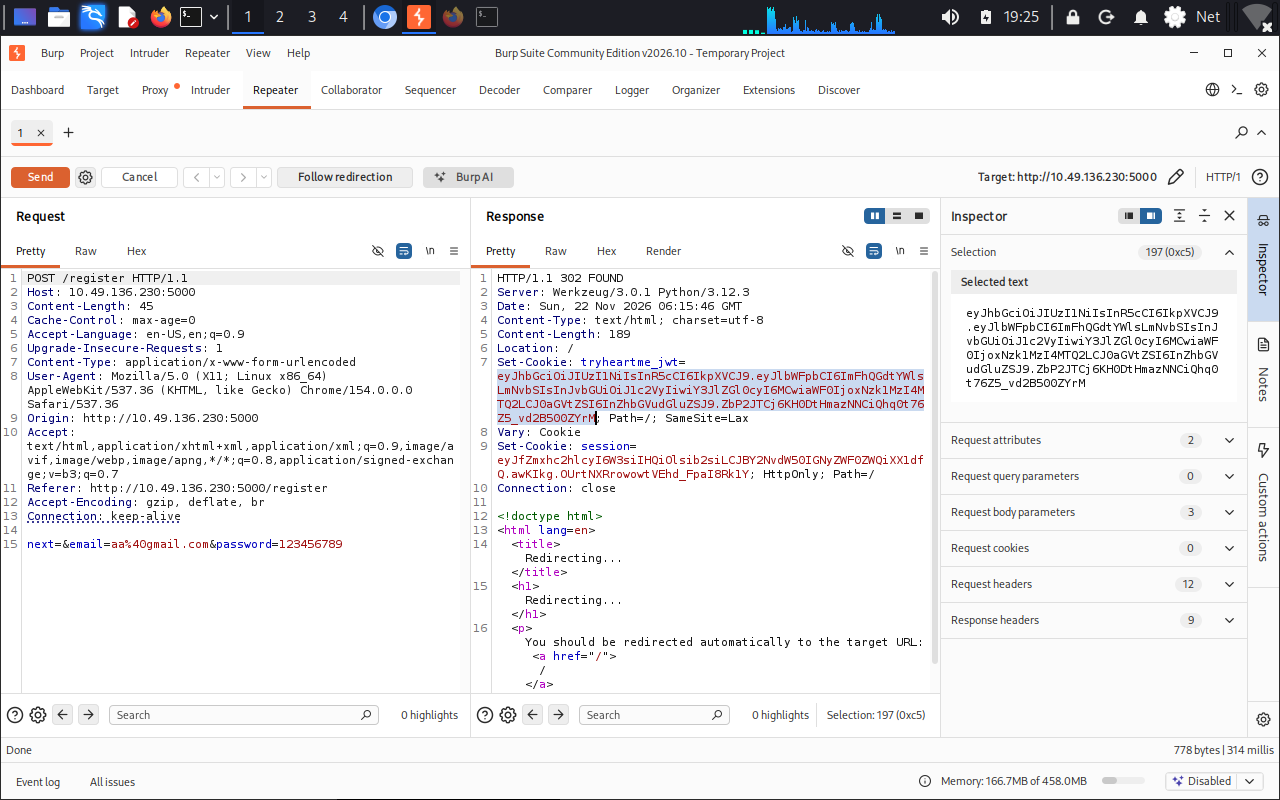 1 2 3 4 19:25 Net
Burp Project Intruder Repeater View Help Burp Suite Community Edition v2026.10 - Temporary Project
Dashboard Target Proxy Intruder Repeater Collaborator Sequencer Decoder Comparer Logger Organizer Extensions Discover
1 × +
Send Cancel < > Follow redirection Burp AI Target: http://10.49.136.230:5000 HTTP/1
Request
Pretty Raw Hex \n
1 POST /register HTTP/1.1
2 Host: 10.49.136.230:5000
3 Content-Length: 45
4 Cache-Control: max-age=0
5 Accept-Language: en-US,en;q=0.9
6 Upgrade-Insecure-Requests: 1
7 Content-Type: application/x-www-form-urlencoded
8 User-Agent: Mozilla/5.0 (X11; Linux x86_64)
AppleWebKit/537.36 (KHTML, like Gecko) Chrome/154.0.0.0
Safari/537.36
9 Origin: http://10.49.136.230:5000
10 Accept:
text/html,application/xhtml+xml,application/xml;q=0.9,image/a
vif,image/webp,image/apng,*/*;q=0.8,application/signed-exchan
ge;v=b3;q=0.7
11 Referer: http://10.49.136.230:5000/register
12 Accept-Encoding: gzip, deflate, br
13 Connection: keep-alive
14
15 next=&email=aa%40gmail.com&password=123456789
Search 0 highlights
Response
Pretty Raw Hex Render \n
1 HTTP/1.1 302 FOUND
2 Server: Werkzeug/3.0.1 Python/3.12.3
3 Date: Sun, 22 Nov 2026 06:15:46 GMT
4 Content-Type: text/html; charset=utf-8
5 Content-Length: 189
6 Location: /
7 Set-Cookie: tryheartme_jwt=
eyJhbGciOiJIUzI1NiIsInR5cCI6IkpXVCJ9.eyJlbWFpbCI6ImFhQGdtYWls
LmNvbSIsInJvbGUiOiJ1c2VyIiwiY3JlZGl0cyI6MCwiaWF0IjoxNzk1MzI4M
TQ2LCJ0aGVtZSI6InZhbGVudGluZSJ9.ZbP2JTCj6KH0DtHmazNNCiQhq0t76
Z5_vd2B500ZYrM; Path=/; SameSite=Lax
8 Vary: Cookie
9 Set-Cookie: session=
eyJfZmxhc2hlcyI6W3siIHQiOlsib2siLCJBY2NvdW50IGNyZWF0ZWQiXX1df
Q.awKIkg.OUrtNXRrowowtVEhd_FpaI8Rk1Y; HttpOnly; Path=/
10 Connection: close
11
12 <!doctype html>
13 <html lang=en>
14 <title>
Redirecting...
</title>
15 <h1>
Redirecting...
</h1>
16 <p>
You should be redirected automatically to the target URL:
<a href="/">
/
</a>
Search 0 highlights Selection: 197 (0xc5)
Inspector
Selection 197 (0xc5)
Selected text
eyJhbGciOiJIUzI1NiIsInR5cCI6IkpXVCJ9
.eyJlbWFpbCI6ImFhQGdtYWlsLmNvbSIsInJ
vbGUiOiJ1c2VyIiwiY3JlZGl0cyI6MCwiaWF
0IjoxNzk1MzI4MTQ2LCJ0aGVtZSI6InZhbGV
udGluZSJ9.ZbP2JTCj6KH0DtHmazNNCiQhq0
t76Z5_vd2B500ZYrM
Request attributes 2
Request query parameters 0
Request body parameters 3
Request cookies 0
Request headers 12
Response headers 9
Inspector
Notes
Custom actions
Done 778 bytes | 314 millis
Event log All issues Memory: 166.7MB of 458.0MB Disabled